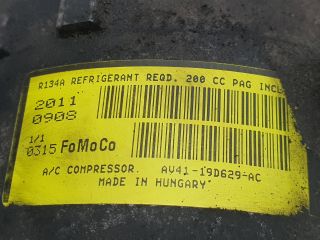 R134A REFRIGERANT REQD. 200 CC PAG INCL
2011
0908
1/1
0315 FoMoCo
A/C COMPRESSOR. AV41-19D629-AC
MADE IN HUNGARY